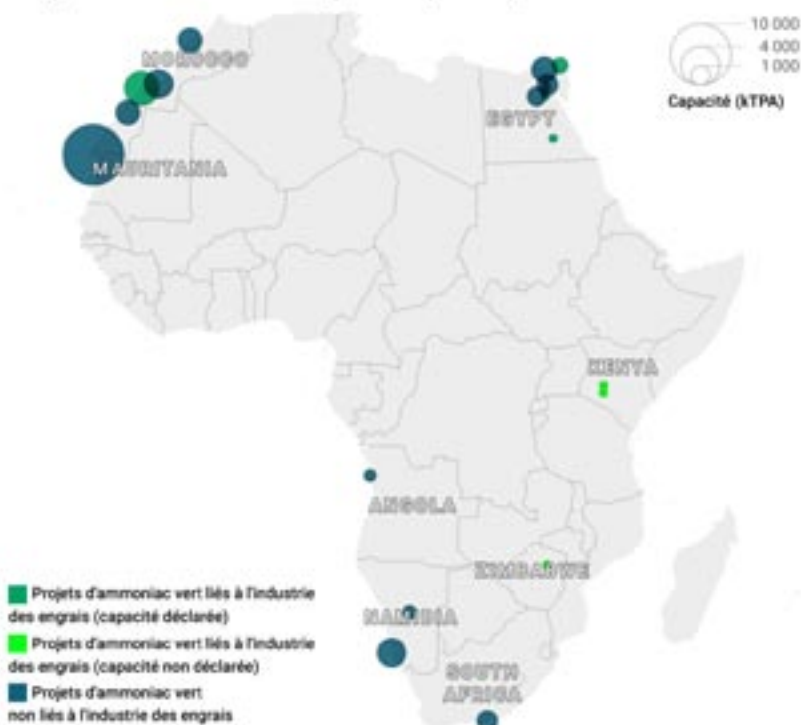 10 000
4 000
1 000
Capacité (kTPA)
MOROCCO
EGYPT
MAURITANIA
KENYA
ANGOLA
ZIMBABWE
NAMIBIA
SOUTH
AFRICA
Projets d'ammoniac vert liés à l'industrie
des engrais (capacité déclarée)
Projets d'ammoniac vert liés à l'industrie
des engrais (capacité non déclarée)
Projets d'ammoniac vert
non liés à l'industrie des engrais